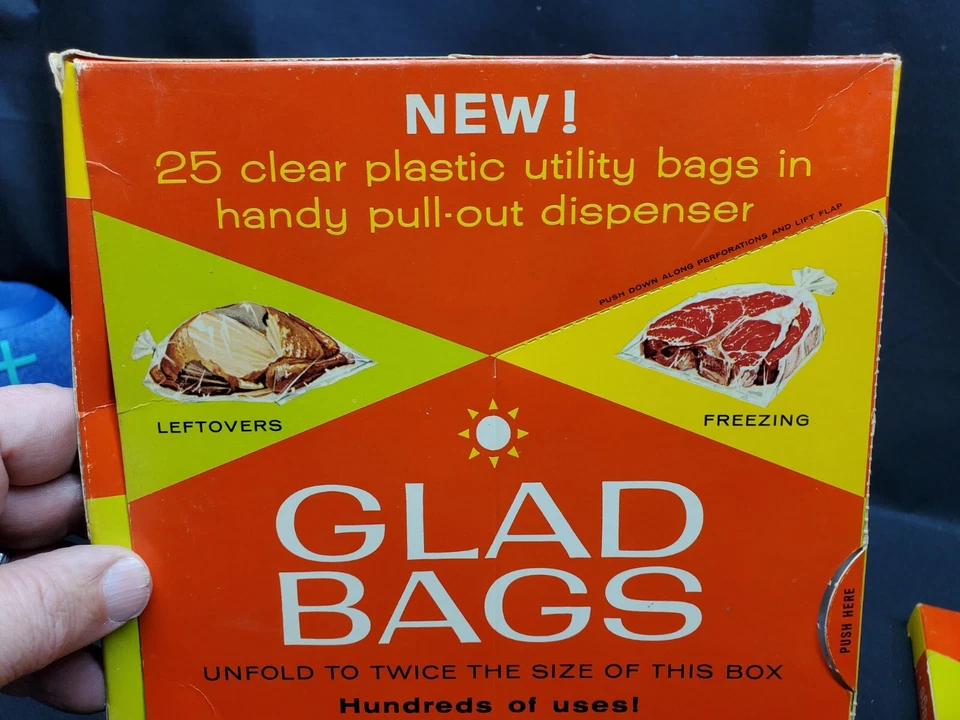 NEW!
25 clear plastic utility bags in
handy pull-out dispenser
PUSH DOWN ALONG PERFORATIONS AND LIFT FLAP
LEFTOVERS
FREEZING
GLAD
BAGS
PUSH HERE
UNFOLD TO TWICE THE SIZE OF THIS BOX
Hundreds of uses!